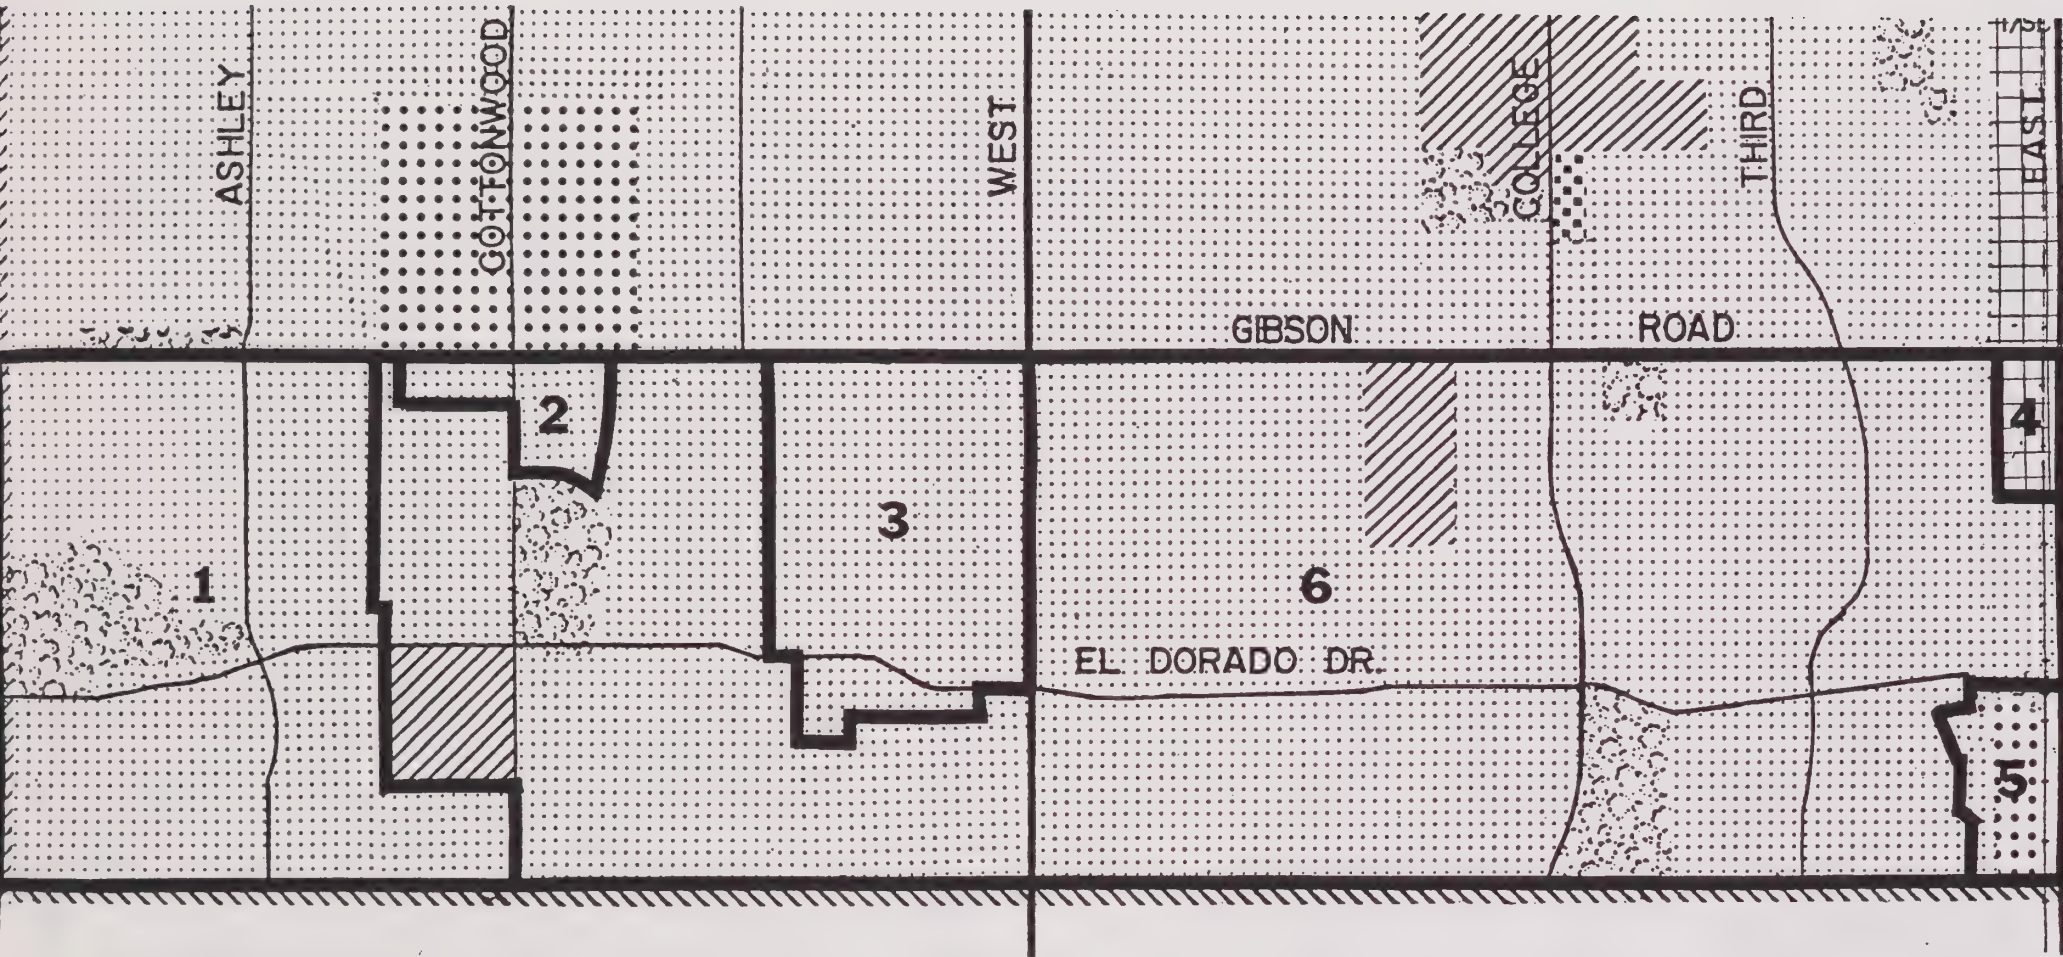 ASHLEY
COTTONWOOD
WEST
COLLEGE
THIRD
EAST
GIBSON ROAD
2
4
3
1
6
EL DORADO DR.
5